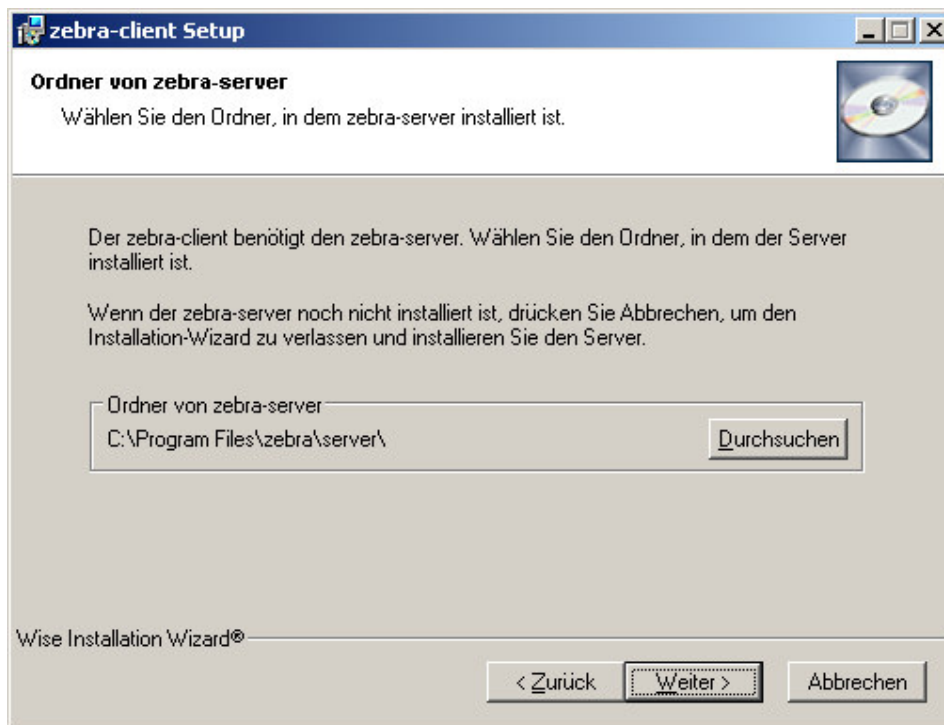 zebra-client Setup
Ordner von zebra-server
Wählen Sie den Ordner, in dem zebra-server installiert ist.
Der zebra-client benötigt den zebra-server. Wählen Sie den Ordner, in dem der Server
installiert ist.
Wenn der zebra-server noch nicht installiert ist, drücken Sie Abbrechen, um den
Installation-Wizard zu verlassen und installieren Sie den Server.
Ordner von zebra-server
C:\Program Files\zebra\server\
Durchsuchen
Wise Installation Wizard®
< Zurück
Weiter >
Abbrechen